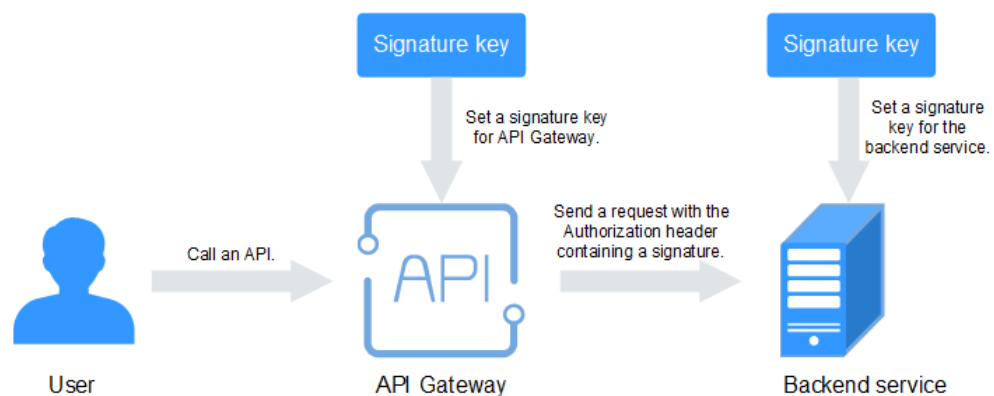 Signature key
Signature key
Set a signature key
for API Gateway.
Set a signature
key for the
backend service.
Call an API.
API
Send a request with the
Authorization header
containing a signature.
User
API Gateway
Backend service